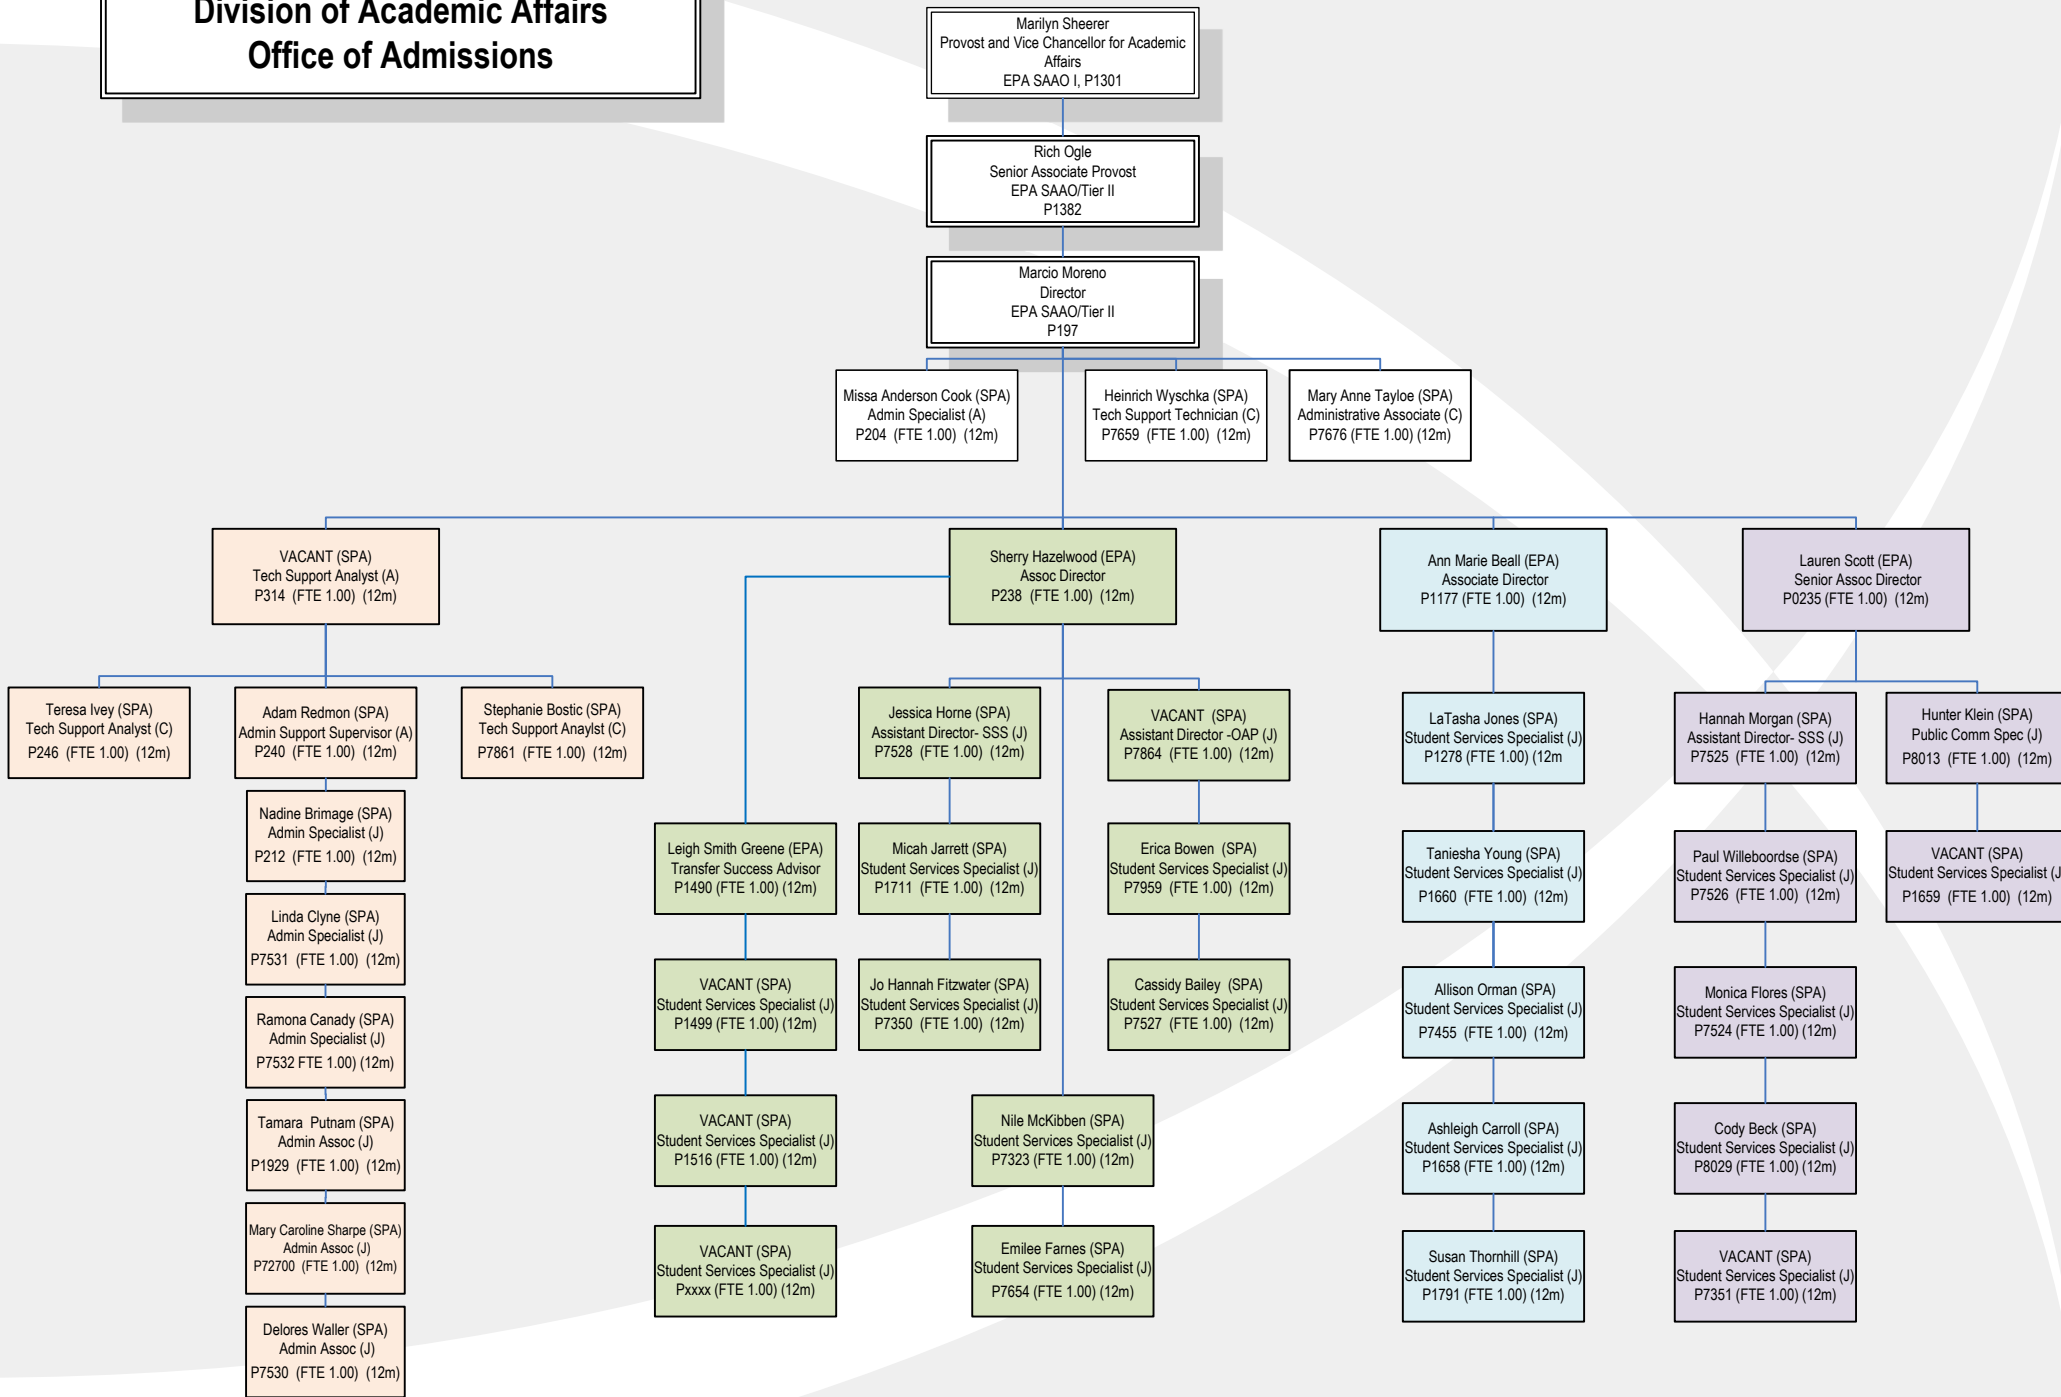 Division of Academic Affairs
Office of Admissions
Marilyn Sheerer
Provost and Vice Chancellor for Academic
Affairs
EPA SAAO I, P1301
Rich Ogle
Senior Associate Provost
EPA SAAO/Tier II
P1382
Marcio Moreno
Director
EPA SAAO/Tier II
P197
Missa Anderson Cook (SPA)
Admin Specialist (A)
P204 (FTE 1.00) (12m)
Heinrich Wyschka (SPA)
Tech Support Technician (C)
P7659 (FTE 1.00) (12m)
Mary Anne Tayloe (SPA)
Administrative Associate (C)
P7676 (FTE 1.00) (12m)
VACANT (SPA)
Tech Support Analyst (A)
P314 (FTE 1.00) (12m)
Sherry Hazelwood (EPA)
Assoc Director
P238 (FTE 1.00) (12m)
Ann Marie Beall (EPA)
Associate Director
P1177 (FTE 1.00) (12m)
Lauren Scott (EPA)
Senior Assoc Director
P0235 (FTE 1.00) (12m)
Teresa Ivey (SPA)
Tech Support Analyst (C)
P246 (FTE 1.00) (12m)
Adam Redmon (SPA)
Admin Support Supervisor (A)
P240 (FTE 1.00) (12m)
Stephanie Bostic (SPA)
Tech Support Anaylst (C)
P7861 (FTE 1.00) (12m)
Nadine Brimage (SPA)
Admin Specialist (J)
P212 (FTE 1.00) (12m)
Linda Clyne (SPA)
Admin Specialist (J)
P7531 (FTE 1.00) (12m)
Ramona Canady (SPA)
Admin Specialist (J)
P7532 FTE 1.00) (12m)
Tamara Putnam (SPA)
Admin Assoc (J)
P1929 (FTE 1.00) (12m)
Mary Caroline Sharpe (SPA)
Admin Assoc (J)
P72700 (FTE 1.00) (12m)
Delores Waller (SPA)
Admin Assoc (J)
P7530 (FTE 1.00) (12m)
Leigh Smith Greene (EPA)
Transfer Success Advisor
P1490 (FTE 1.00) (12m)
VACANT (SPA)
Student Services Specialist (J)
P1499 (FTE 1.00) (12m)
VACANT (SPA)
Student Services Specialist (J)
P1516 (FTE 1.00) (12m)
VACANT (SPA)
Student Services Specialist (J)
Pxxxx (FTE 1.00) (12m)
Jessica Horne (SPA)
Assistant Director- SSS (J)
P7528 (FTE 1.00) (12m)
Micah Jarrett (SPA)
Student Services Specialist (J)
P1711 (FTE 1.00) (12m)
Jo Hannah Fitzwater (SPA)
Student Services Specialist (J)
P7350 (FTE 1.00) (12m)
VACANT (SPA)
Assistant Director -OAP (J)
P7864 (FTE 1.00) (12m)
Erica Bowen (SPA)
Student Services Specialist (J)
P7959 (FTE 1.00) (12m)
Cassidy Bailey (SPA)
Student Services Specialist (J)
P7527 (FTE 1.00) (12m)
Nile McKibben (SPA)
Student Services Specialist (J)
P7323 (FTE 1.00) (12m)
Emilee Farnes (SPA)
Student Services Specialist (J)
P7654 (FTE 1.00) (12m)
LaTasha Jones (SPA)
Student Services Specialist (J)
P1278 (FTE 1.00) (12m
Taniesha Young (SPA)
Student Services Specialist (J)
P1660 (FTE 1.00) (12m)
Allison Orman (SPA)
Student Services Specialist (J)
P7455 (FTE 1.00) (12m)
Ashleigh Carroll (SPA)
Student Services Specialist (J)
P1658 (FTE 1.00) (12m)
Susan Thornhill (SPA)
Student Services Specialist (J)
P1791 (FTE 1.00) (12m)
Hannah Morgan (SPA)
Assistant Director- SSS (J)
P7525 (FTE 1.00) (12m)
Paul Willeboordse (SPA)
Student Services Specialist (J)
P7526 (FTE 1.00) (12m)
Monica Flores (SPA)
Student Services Specialist (J)
P7524 (FTE 1.00) (12m)
Cody Beck (SPA)
Student Services Specialist (J)
P8029 (FTE 1.00) (12m)
VACANT (SPA)
Student Services Specialist (J)
P7351 (FTE 1.00) (12m)
Hunter Klein (SPA)
Public Comm Spec (J)
P8013 (FTE 1.00) (12m)
VACANT (SPA)
Student Services Specialist (J
P1659 (FTE 1.00) (12m)